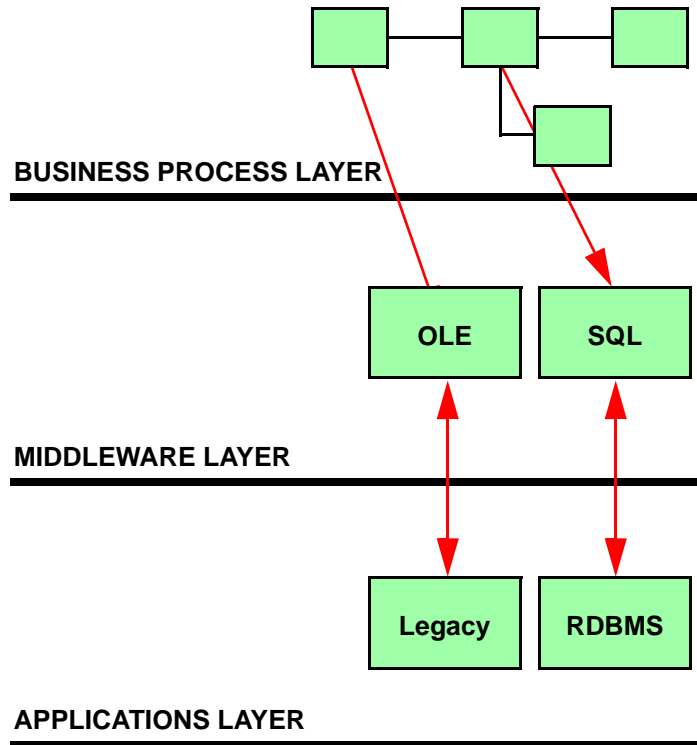 BUSINESS PROCESS LAYER
OLE
SQL
MIDDLEWARE LAYER
Legacy
RDBMS
APPLICATIONS LAYER